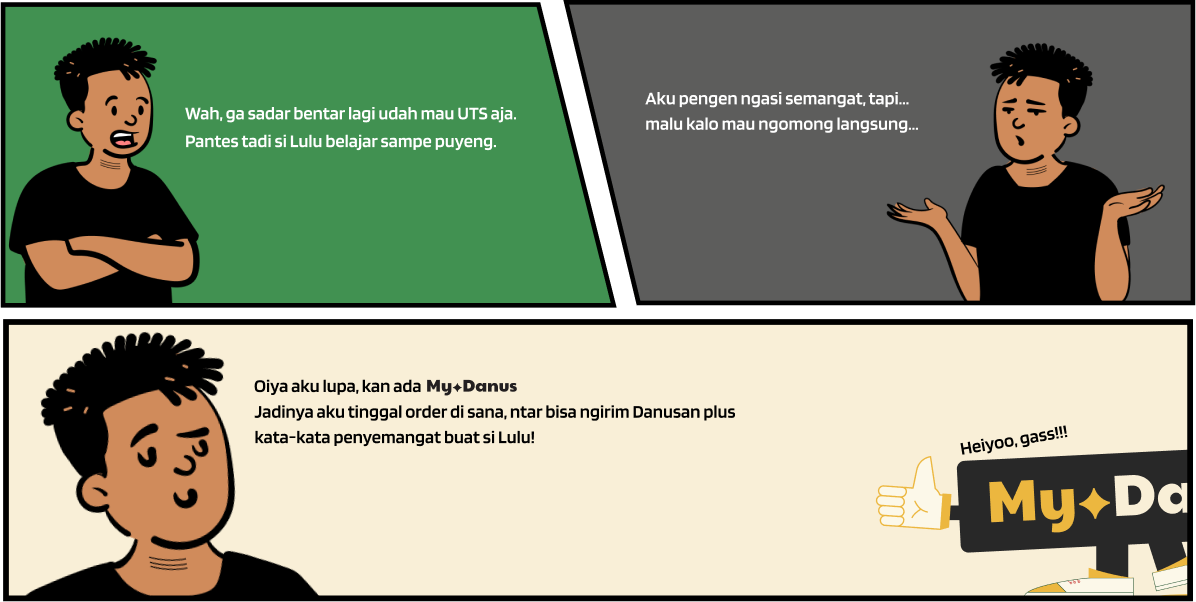 Wah, ga sadar bentar lagi udah mau UTS aja.
Pantes tadi si Lulu belajar sampe puyeng.
Aku pengen ngasi semangat, tapi...
malu kalo mau ngomong langsung...
Oiya aku lupa, kan ada My✦Danus
Jadinya aku tinggal order di sana, ntar bisa ngirim Danusan plus
kata-kata penyemangat buat si Lulu!
Heiyoo, gass!!!
My✦Da